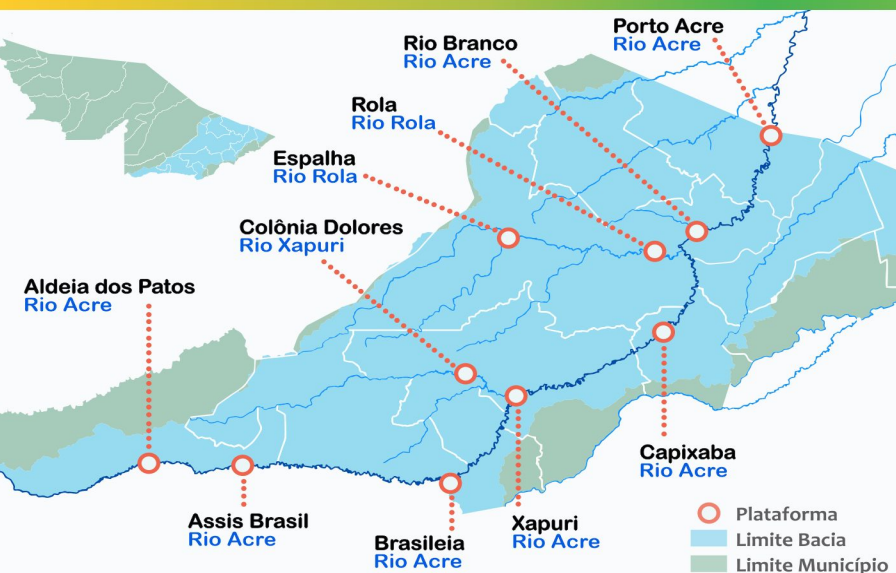 Porto Acre
Rio Acre
Rio Branco
Rio Acre
Rola
Rio Rola
Espalha
Rio Rola
Colônia Dolores
Rio Xapuri
Aldeia dos Patos
Rio Acre
Capixaba
Rio Acre
Assis Brasil
Rio Acre
Xapuri
Rio Acre
Brasileia
Rio Acre
Plataforma
Limite Bacia
Limite Município